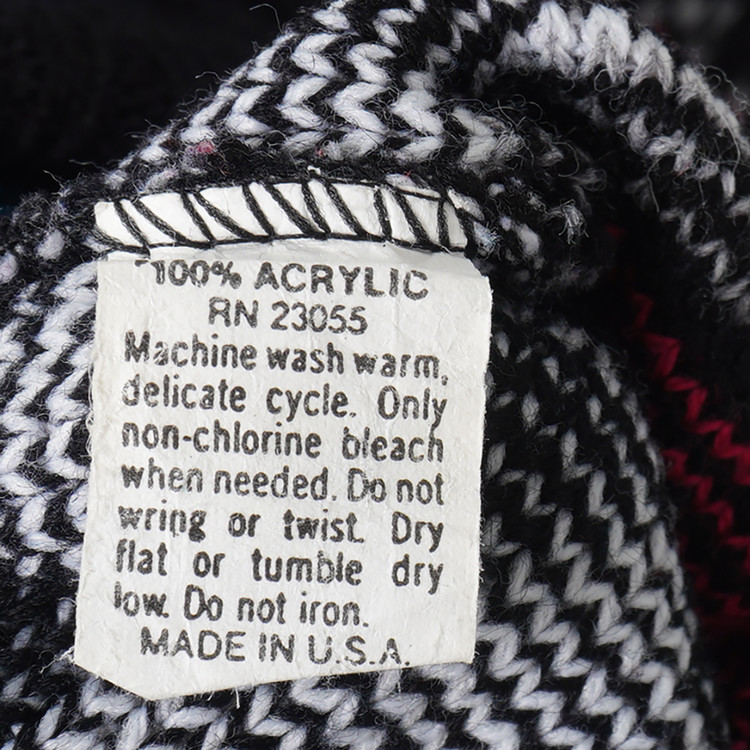 100% ACRYLIC
RN 23055
Machine wash warm,
delicate cycle. Only
non-chlorine bleach
when needed. Do not
wring or twist. Dry
flat or tumble dry
low. Do not iron.
MADE IN U.S.A.